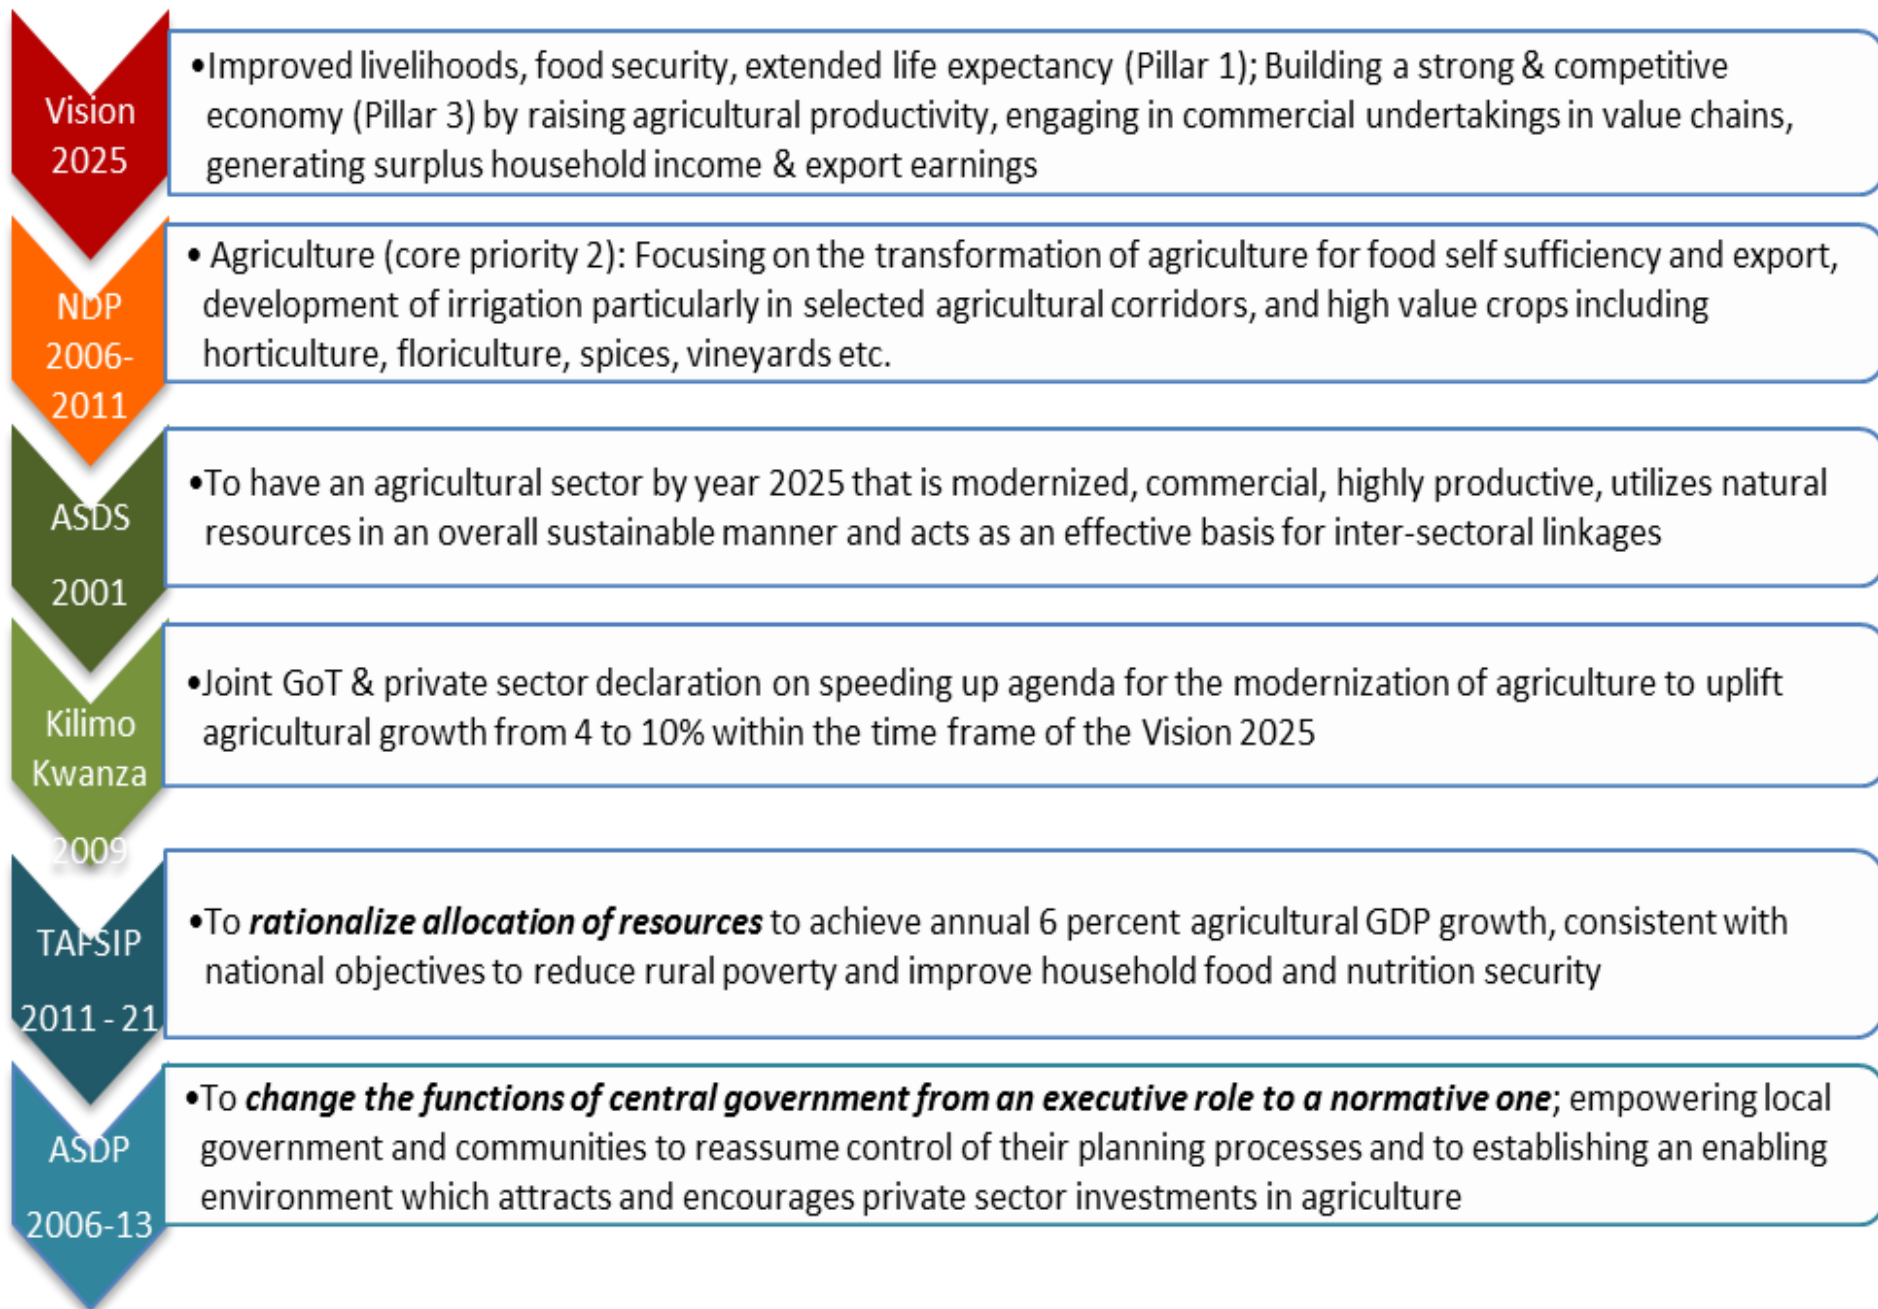 Vision
2025
•Improved livelihoods, food security, extended life expectancy (Pillar 1); Building a strong & competitive
economy (Pillar 3) by raising agricultural productivity, engaging in commercial undertakings in value chains,
generating surplus household income & export earnings
NDP
2006-
2011
• Agriculture (core priority 2): Focusing on the transformation of agriculture for food self sufficiency and export,
development of irrigation particularly in selected agricultural corridors, and high value crops including
horticulture, floriculture, spices, vineyards etc.
ASDS
2001
•To have an agricultural sector by year 2025 that is modernized, commercial, highly productive, utilizes natural
resources in an overall sustainable manner and acts as an effective basis for inter-sectoral linkages
Kilimo
Kwanza
2009
•Joint GoT & private sector declaration on speeding up agenda for the modernization of agriculture to uplift
agricultural growth from 4 to 10% within the time frame of the Vision 2025
TAFSIP
2011 - 21
•To rationalize allocation of resources to achieve annual 6 percent agricultural GDP growth, consistent with
national objectives to reduce rural poverty and improve household food and nutrition security
ASDP
2006-13
•To change the functions of central government from an executive role to a normative one; empowering local
government and communities to reassume control of their planning processes and to establishing an enabling
environment which attracts and encourages private sector investments in agriculture